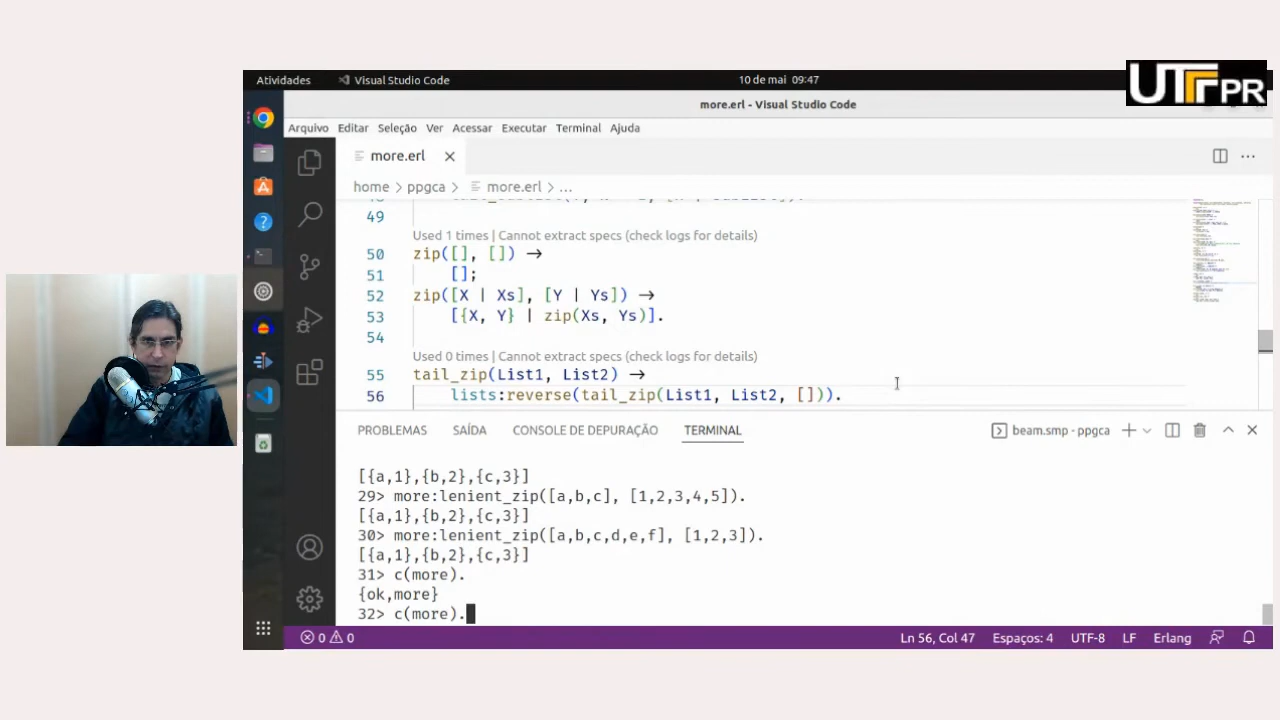 UTFPR
Atividades
Visual Studio Code
10 de mai 09:47
more.erl - Visual Studio Code
Arquivo Editar Seleção Ver Acessar Executar Terminal Ajuda
more.erl
home > ppgca > more.erl > ...
49
Used 1 times | Cannot extract specs (check logs for details)
50 zip([], []) →
51 [];
52 zip([X | Xs], [Y | Ys]) →
53 [{X, Y} | zip(Xs, Ys)].
54
Used 0 times | Cannot extract specs (check logs for details)
55 tail_zip(List1, List2) →
56 lists:reverse(tail_zip(List1, List2, [])).
PROBLEMAS SAÍDA CONSOLE DE DEPURAÇÃO TERMINAL
beam.smp - ppgca
[{a,1},{b,2},{c,3}]
29> more:lenient_zip([a,b,c], [1,2,3,4,5]).
[{a,1},{b,2},{c,3}]
30> more:lenient_zip([a,b,c,d,e,f], [1,2,3]).
[{a,1},{b,2},{c,3}]
31> c(more).
{ok,more}
32> c(more).
0 0
Ln 56, Col 47 Espaços: 4 UTF-8 LF Erlang